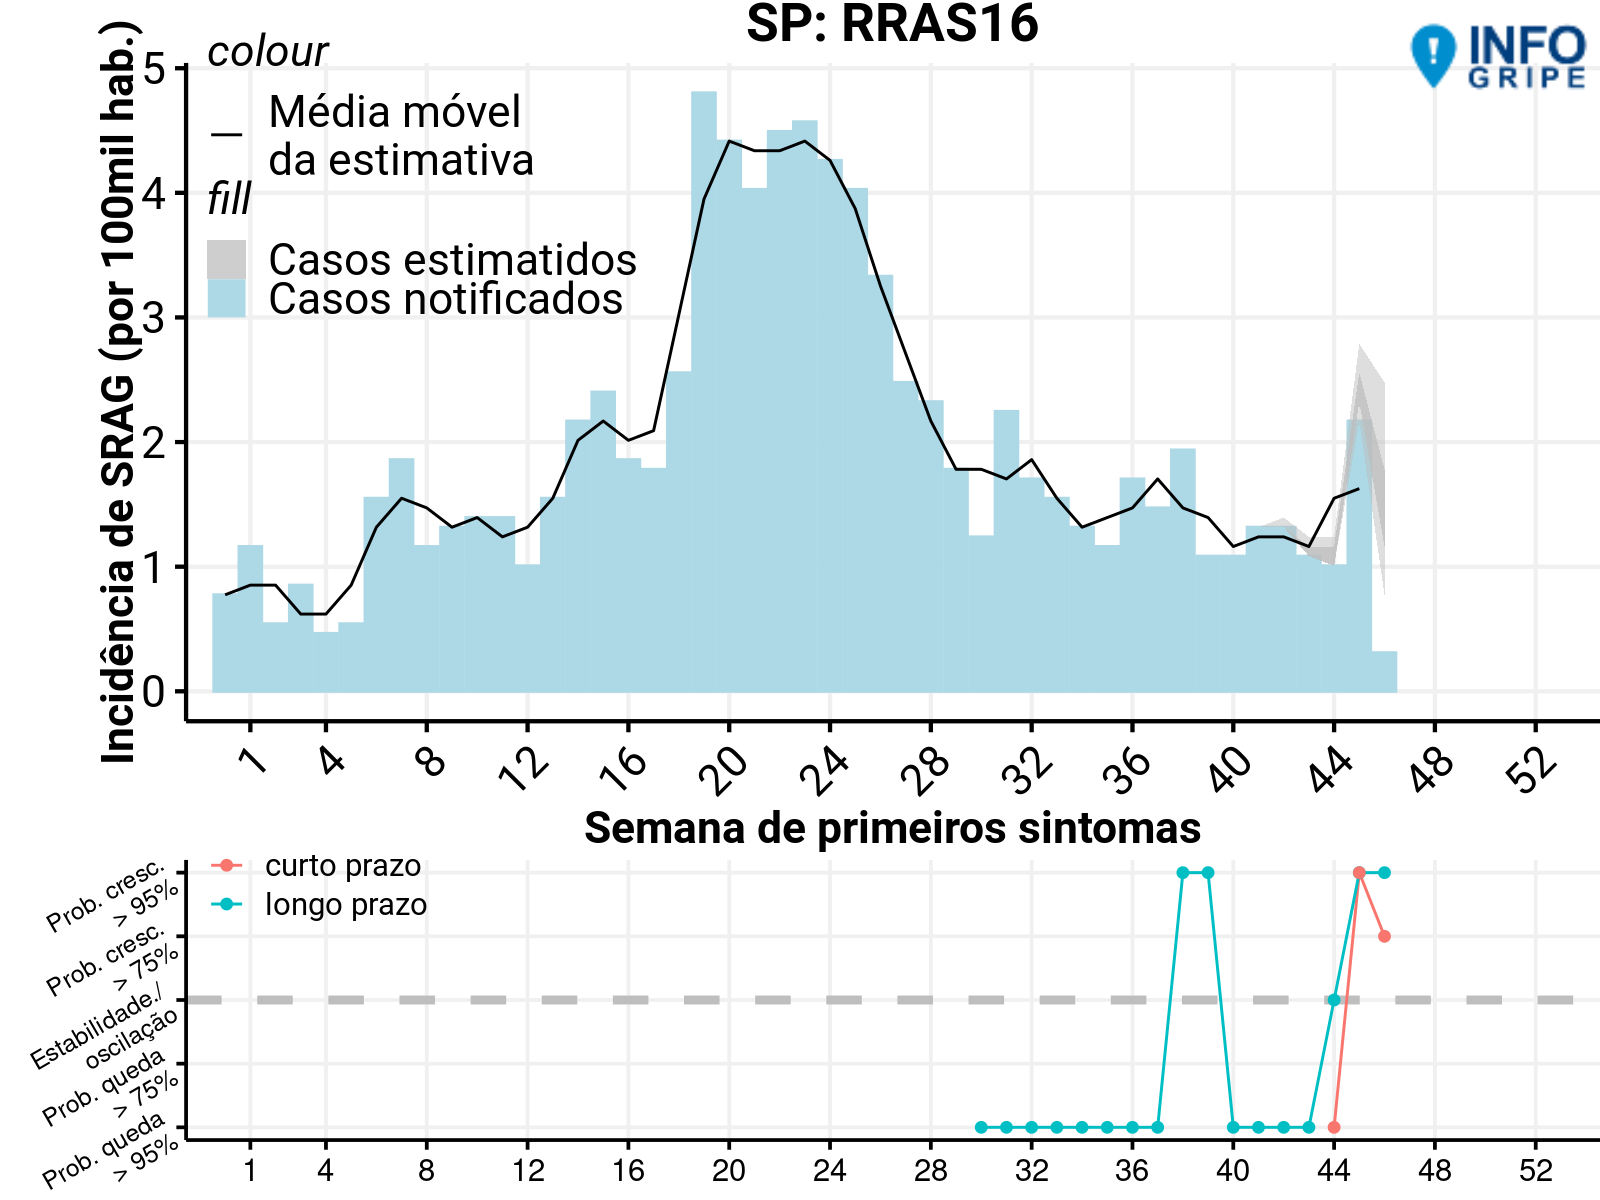 SP: RRAS16
INFO
GRIPE
colour
Média móvel
da estimativa
fill
Casos estimatidos
Casos notificados
Incidência de SRAG (por 100mil hab.)
5
4
3
2
1
0
1 4 8 12 16 20 24 28 32 36 40 44 48 52
Semana de primeiros sintomas
curto prazo
longo prazo
Prob. cresc.
> 95%
Prob. cresc.
> 75%
Estabilidade./
oscilação
Prob. queda
> 75%
Prob. queda
> 95%
1 4 8 12 16 20 24 28 32 36 40 44 48 52